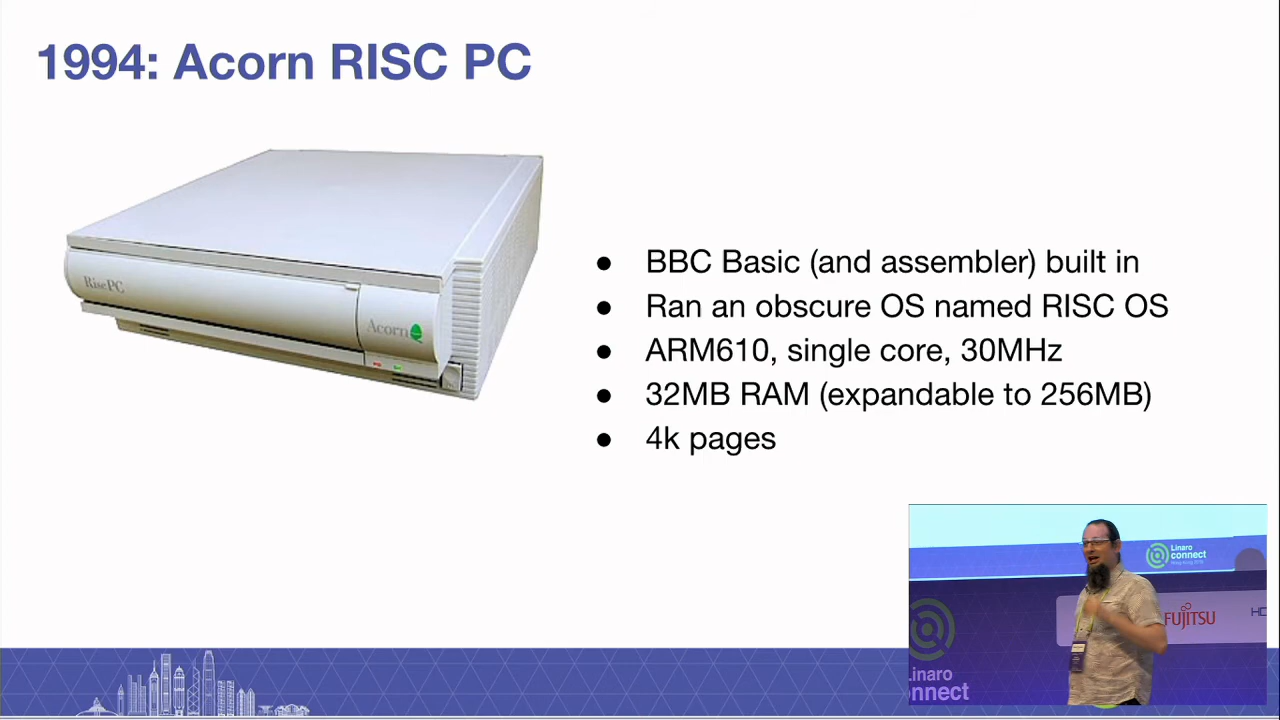 1994: Acorn RISC PC
RiscPC
Acorn
● BBC Basic (and assembler) built in
● Ran an obscure OS named RISC OS
● ARM610, single core, 30MHz
● 32MB RAM (expandable to 256MB)
● 4k pages
Linaro
connect
FUJITSU
Linaro
onnect